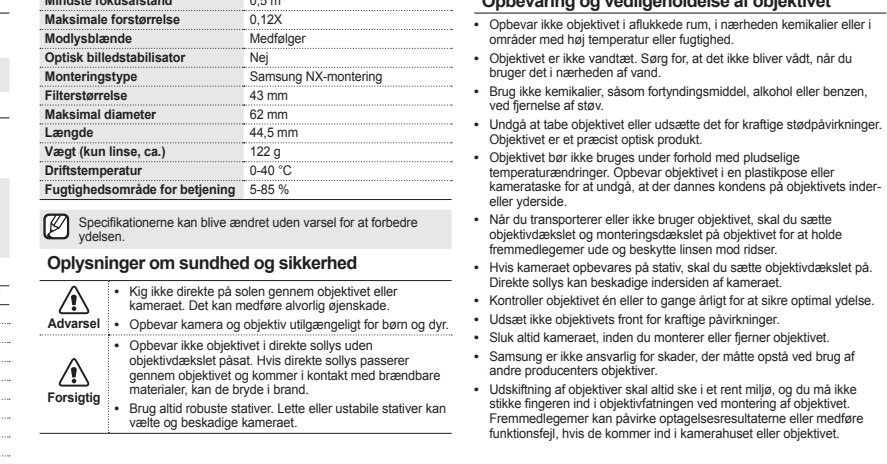 Mindste fokusafstand 0,5 m
Maksimale forstørrelse 0,12X
Modlysblænde Medfølger
Optisk billedstabilisator Nej
Monteringstype Samsung NX-montering
Filterstørrelse 43 mm
Maksimal diameter 62 mm
Længde 44,5 mm
Vægt (kun linse, ca.) 122 g
Driftstemperatur 0-40 °C
Fugtighedsområde for betjening 5-85 %
Specifikationerne kan blive ændret uden varsel for at forbedre
ydelsen.
Oplysninger om sundhed og sikkerhed
Advarsel
• Kig ikke direkte på solen gennem objektivet eller
kameraet. Det kan medføre alvorlig øjenskade.
• Opbevar kamera og objektiv utilgængeligt for børn og dyr.
Forsigtig
• Opbevar ikke objektivet i direkte sollys uden
objektivdækslet påsat. Hvis direkte sollys passerer
gennem objektivet og kommer i kontakt med brændbare
materialer, kan de bryde i brand.
• Brug altid robuste stativer. Lette eller ustabile stativer kan
vælte og beskadige kameraet.
Opbevaring og vedligeholdelse af objektivet
• Opbevar ikke objektivet i aflukkede rum, i nærheden kemikalier eller i
områder med høj temperatur eller fugtighed.
• Objektivet er ikke vandtæt. Sørg for, at det ikke bliver vådt, når du
bruger det i nærheden af vand.
• Brug ikke kemikalier, såsom fortyndingsmiddel, alkohol eller benzen,
ved fjernelse af støv.
• Undgå at tabe objektivet eller udsætte det for kraftige stødpåvirkninger.
Objektivet er et præcist optisk produkt.
• Objektivet bør ikke bruges under forhold med pludselige
temperaturændringer. Opbevar objektivet i en plastikpose eller
kamerataske for at undgå, at der dannes kondens på objektivets inder-
eller yderside.
• Når du transporterer eller ikke bruger objektivet, skal du sætte
objektivdækslet og monteringsdækslet på objektivet for at holde
fremmedlegemer ude og beskytte linsen mod ridser.
• Hvis kameraet opbevares på stativ, skal du sætte objektivdækslet på.
Direkte sollys kan beskadige indersiden af kameraet.
• Kontroller objektivet én eller to gange årligt for at sikre optimal ydelse.
• Udsæt ikke objektivets front for kraftige påvirkninger.
• Sluk altid kameraet, inden du monterer eller fjerner objektivet.
• Samsung er ikke ansvarlig for skader, der måtte opstå ved brug af
andre producenters objektiver.
• Udskiftning af objektiver skal altid ske i et rent miljø, og du må ikke
stikke fingeren ind i objektivfatningen ved montering af objektivet.
Fremmedlegemer kan påvirke optagelsesresultaterne eller medføre
funktionsfejl, hvis de kommer ind i kamerahuset eller objektivet.